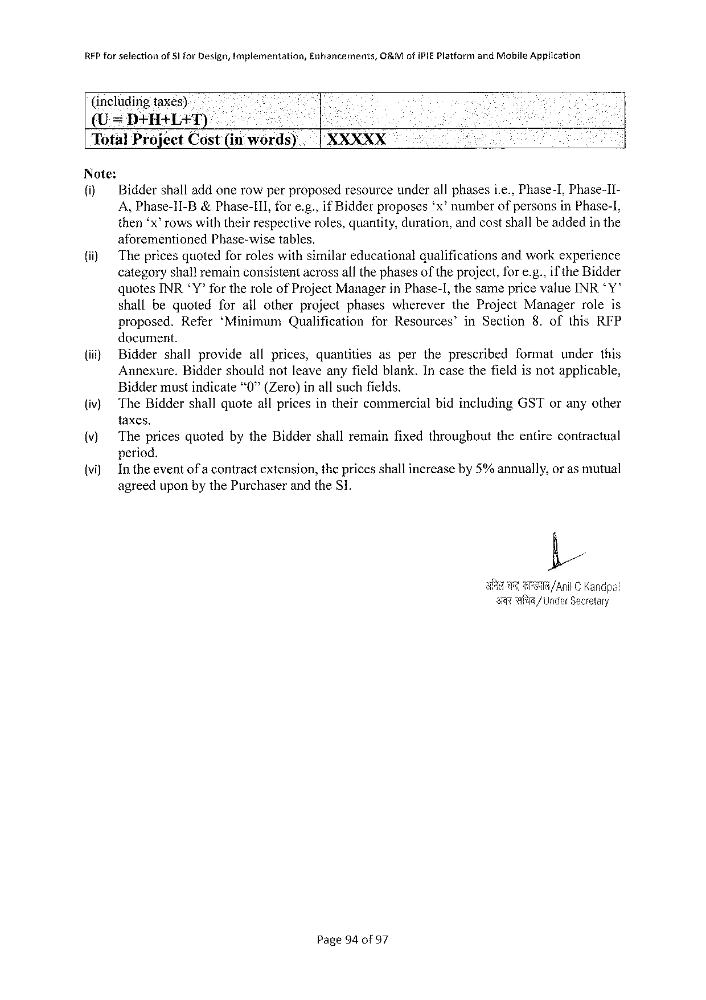 RFP for selection of SI for Design, Implementation, Enhancements, O&M of iPIE Platform and Mobile Application
(including taxes)
(U = D+H+L+T)
Total Project Cost (in words) XXXXX
Note:
(i) Bidder shall add one row per proposed resource under all phases i.e., Phase-I, Phase-II-
A, Phase-II-B & Phase-III, for e.g., if Bidder proposes ‘x’ number of persons in Phase-I,
then ‘x’ rows with their respective roles, quantity, duration, and cost shall be added in the
aforementioned Phase-wise tables.
(ii) The prices quoted for roles with similar educational qualifications and work experience
category shall remain consistent across all the phases of the project, for e.g., if the Bidder
quotes INR ‘Y’ for the role of Project Manager in Phase-I, the same price value INR ‘Y’
shall be quoted for all other project phases wherever the Project Manager role is
proposed. Refer ‘Minimum Qualification for Resources’ in Section 8. of this RFP
document.
(iii) Bidder shall provide all prices, quantities as per the prescribed format under this
Annexure. Bidder should not leave any field blank. In case the field is not applicable,
Bidder must indicate “0” (Zero) in all such fields.
(iv) The Bidder shall quote all prices in their commercial bid including GST or any other
taxes.
(v) The prices quoted by the Bidder shall remain fixed throughout the entire contractual
period.
(vi) In the event of a contract extension, the prices shall increase by 5% annually, or as mutual
agreed upon by the Purchaser and the SI.
अनिल चन्द्र कान्डपाल/Anil C Kandpal
अवर सचिव/Under Secretary
Page 94 of 97